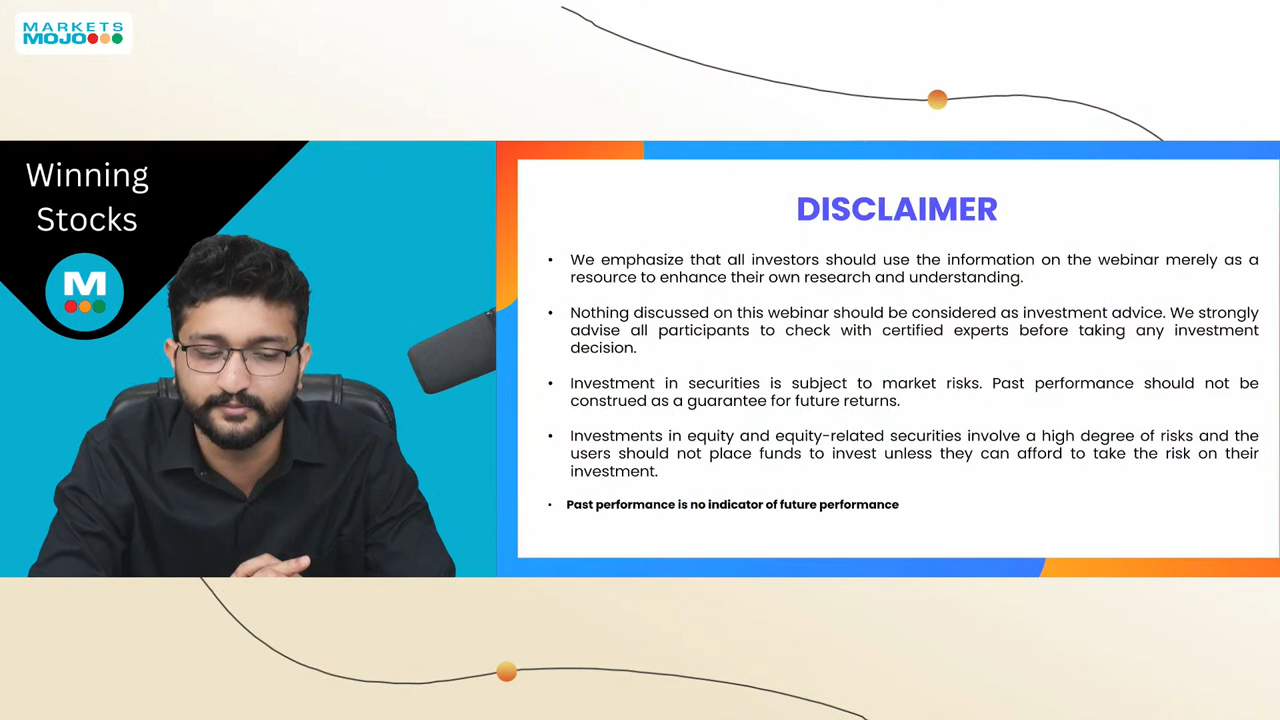 MARKETS
MOJO
Winning
Stocks
M
DISCLAIMER
• We emphasize that all investors should use the information on the webinar merely as a
resource to enhance their own research and understanding.
• Nothing discussed on this webinar should be considered as investment advice. We strongly
advise all participants to check with certified experts before taking any investment
decision.
• Investment in securities is subject to market risks. Past performance should not be
construed as a guarantee for future returns.
• Investments in equity and equity-related securities involve a high degree of risks and the
users should not place funds to invest unless they can afford to take the risk on their
investment.
• Past performance is no indicator of future performance